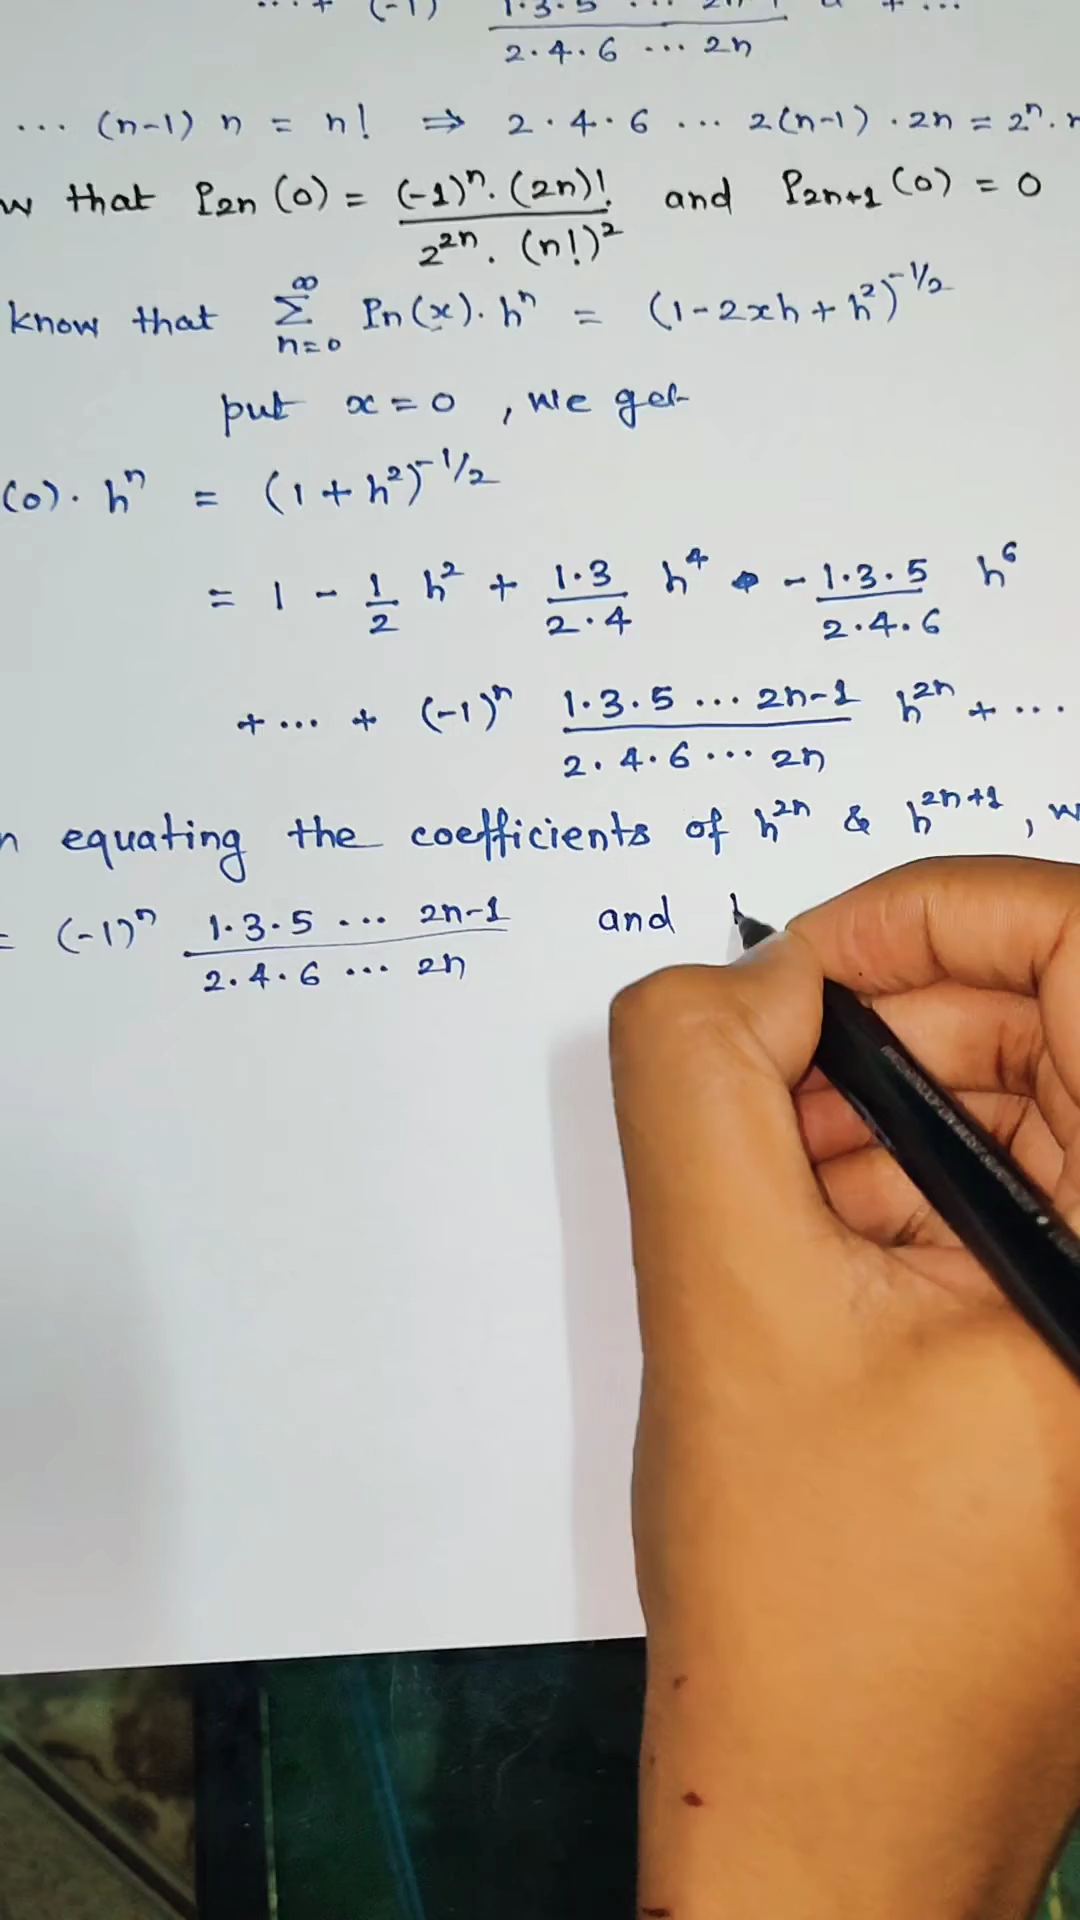 ... + (-1) 1·3·5 ... / 2·4·6 ... 2n + ...
... (n-1) n = n! ⇒ 2·4·6 ... 2(n-1)·2n = 2ⁿ·
that P₂ₙ(0) = (-1)ⁿ·(2n)! / 2²ⁿ·(n!)² and P₂ₙ₊₁(0) = 0
know that ∑_{n=0}^{∞} Pn(x)·hⁿ = (1-2xh+h²)^{-1/2}
put x=0, we get
(0)·hⁿ = (1+h²)^{-1/2}
= 1 - 1/2 h² + 1·3/2·4 h⁴ - 1·3·5/2·4·6 h⁶
+ ... + (-1)ⁿ 1·3·5 ... 2n-1 / 2·4·6 ... 2n h²ⁿ + ...
equating the coefficients of h²ⁿ & h²ⁿ⁺¹,
= (-1)ⁿ 1·3·5 ... 2n-1 / 2·4·6 ... 2n and